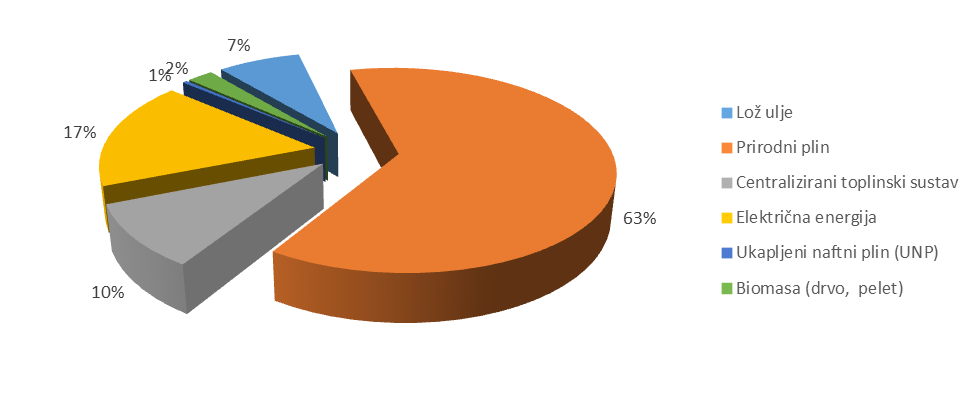 7%
2%
1%
17%
10%
63%
Lož ulje
Prirodni plin
Centralizirani toplinski sustav
Električna energija
Ukapljeni naftni plin (UNP)
Biomasa (drvo, pelet)